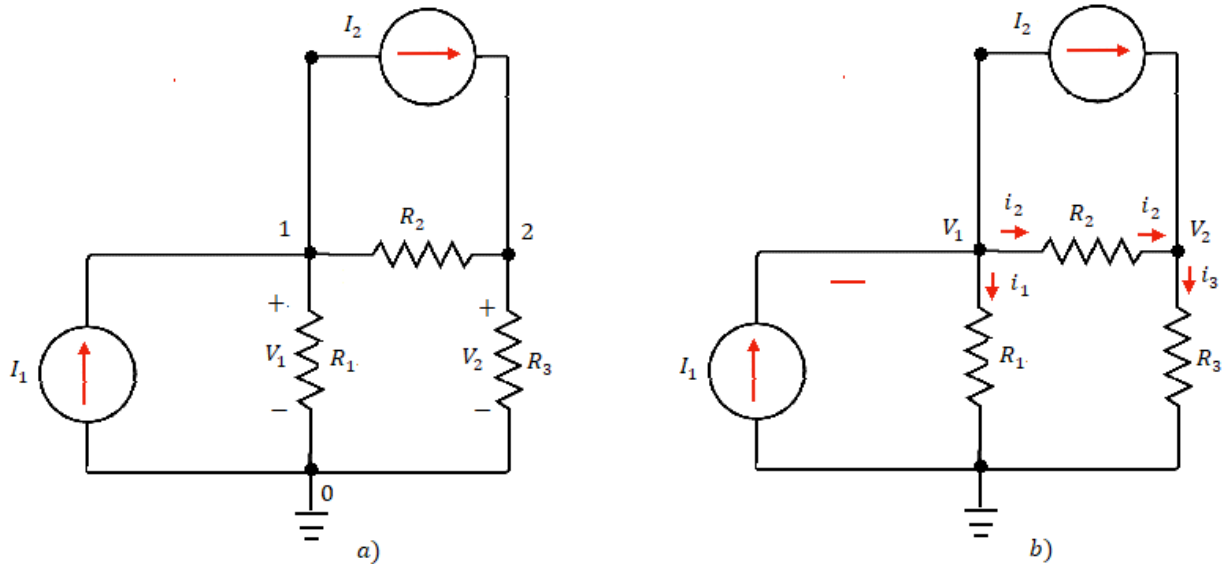 I₂
R₂
1
2
+
+
I₁
V₁
R₁
V₂
R₃
−
−
0
a)
I₂
i₂
R₂
i₂
V₁
V₂
i₁
i₃
I₁
R₁
R₃
b)